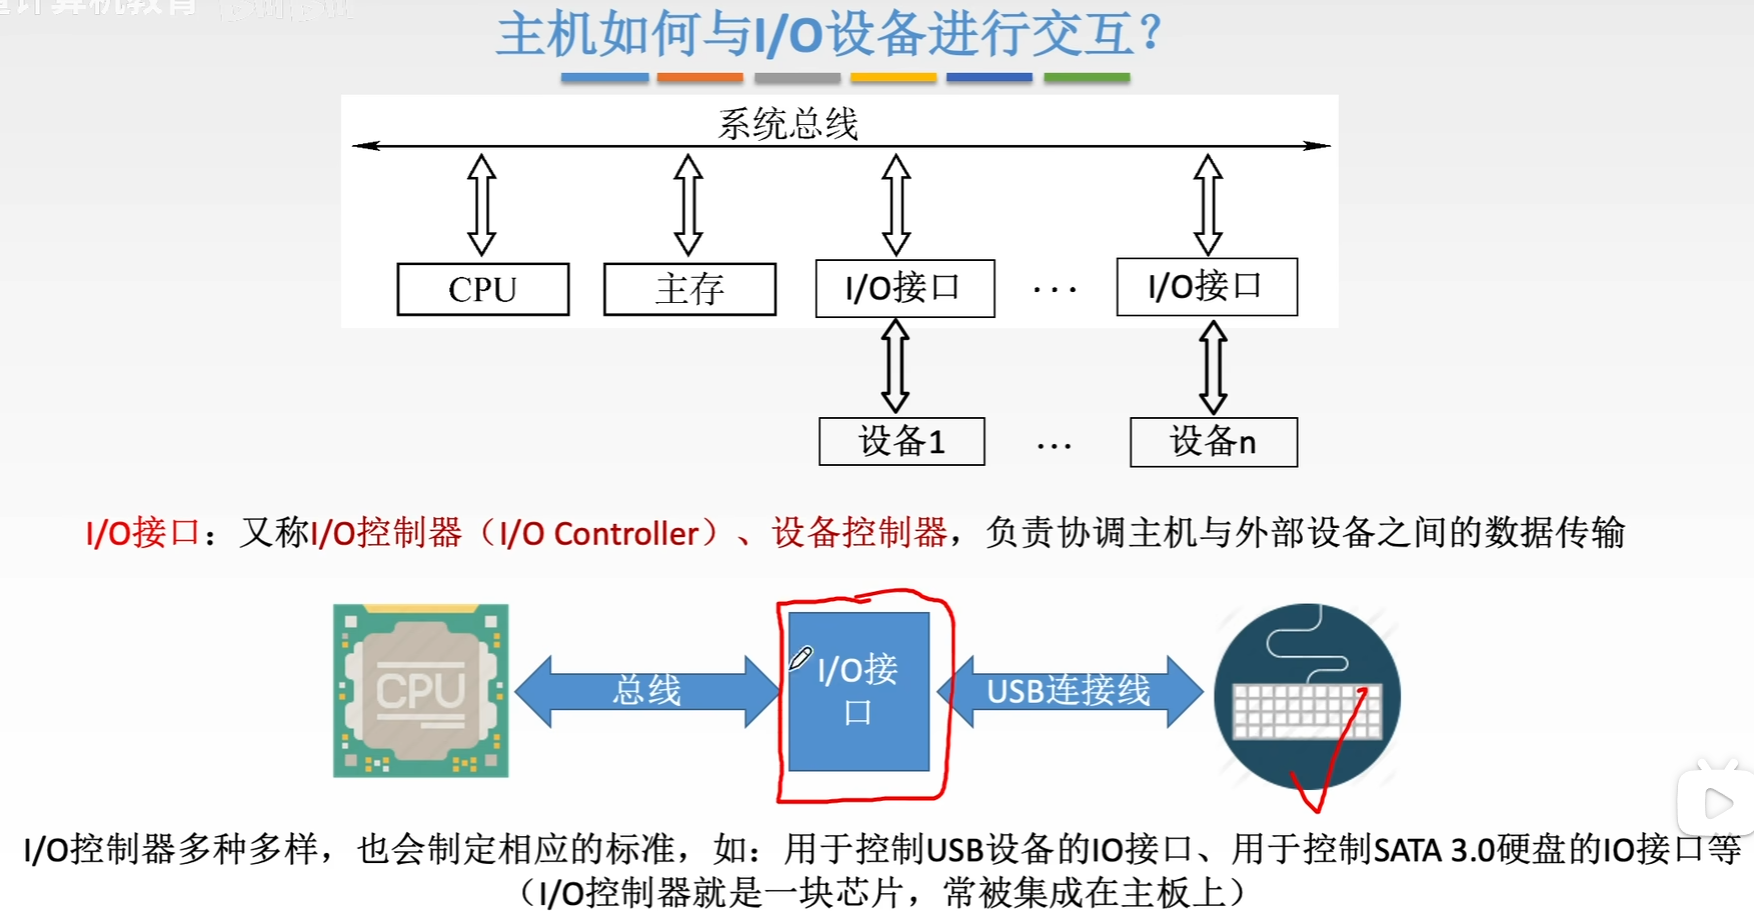 计算机教育
主机如何与I/O设备进行交互?
系统总线
CPU
主存
I/O接口
...
I/O接口
设备1
...
设备n
I/O接口：又称I/O控制器（I/O Controller）、设备控制器，负责协调主机与外部设备之间的数据传输
CPU
总线
I/O接
口
USB连接线
I/O控制器多种多样，也会制定相应的标准，如：用于控制USB设备的IO接口、用于控制SATA 3.0硬盘的IO接口等
（I/O控制器就是一块芯片，常被集成在主板上）